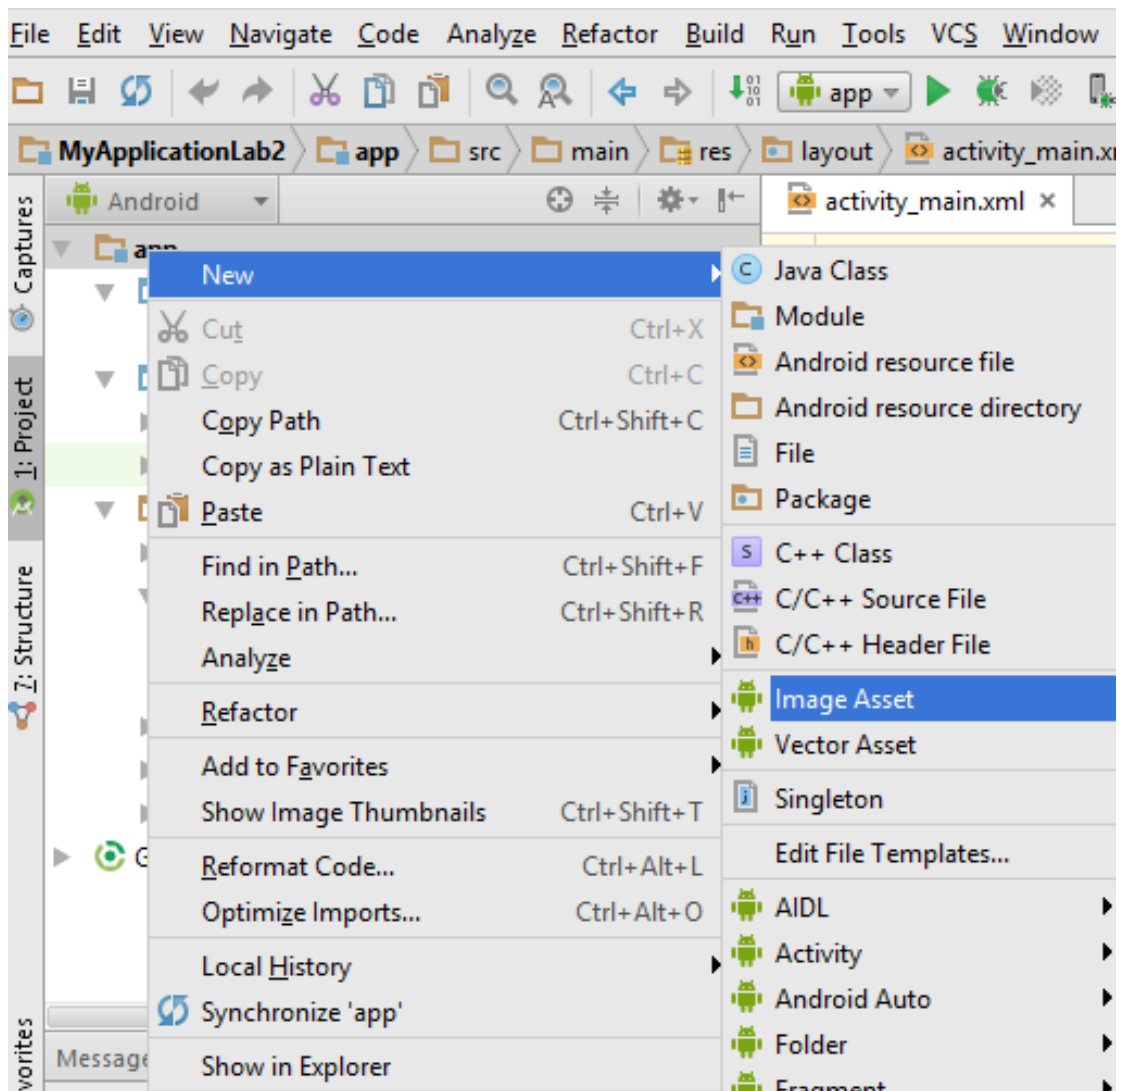 File Edit View Navigate Code Analyze Refactor Build Run Tools VCS Window
app
MyApplicationLab2 app src main res layout activity_main.x
Android
activity_main.xml
Captures
1: Project
7: Structure
vorites
app
New
Cut Ctrl+X
Copy Ctrl+C
Copy Path Ctrl+Shift+C
Copy as Plain Text
Paste Ctrl+V
Find in Path... Ctrl+Shift+F
Replace in Path... Ctrl+Shift+R
Analyze
Refactor
Add to Favorites
Show Image Thumbnails Ctrl+Shift+T
Reformat Code... Ctrl+Alt+L
Optimize Imports... Ctrl+Alt+O
Local History
Synchronize 'app'
Show in Explorer
G
Message
Java Class
Module
Android resource file
Android resource directory
File
Package
C++ Class
C/C++ Source File
C/C++ Header File
Image Asset
Vector Asset
Singleton
Edit File Templates...
AIDL
Activity
Android Auto
Folder
Fragment